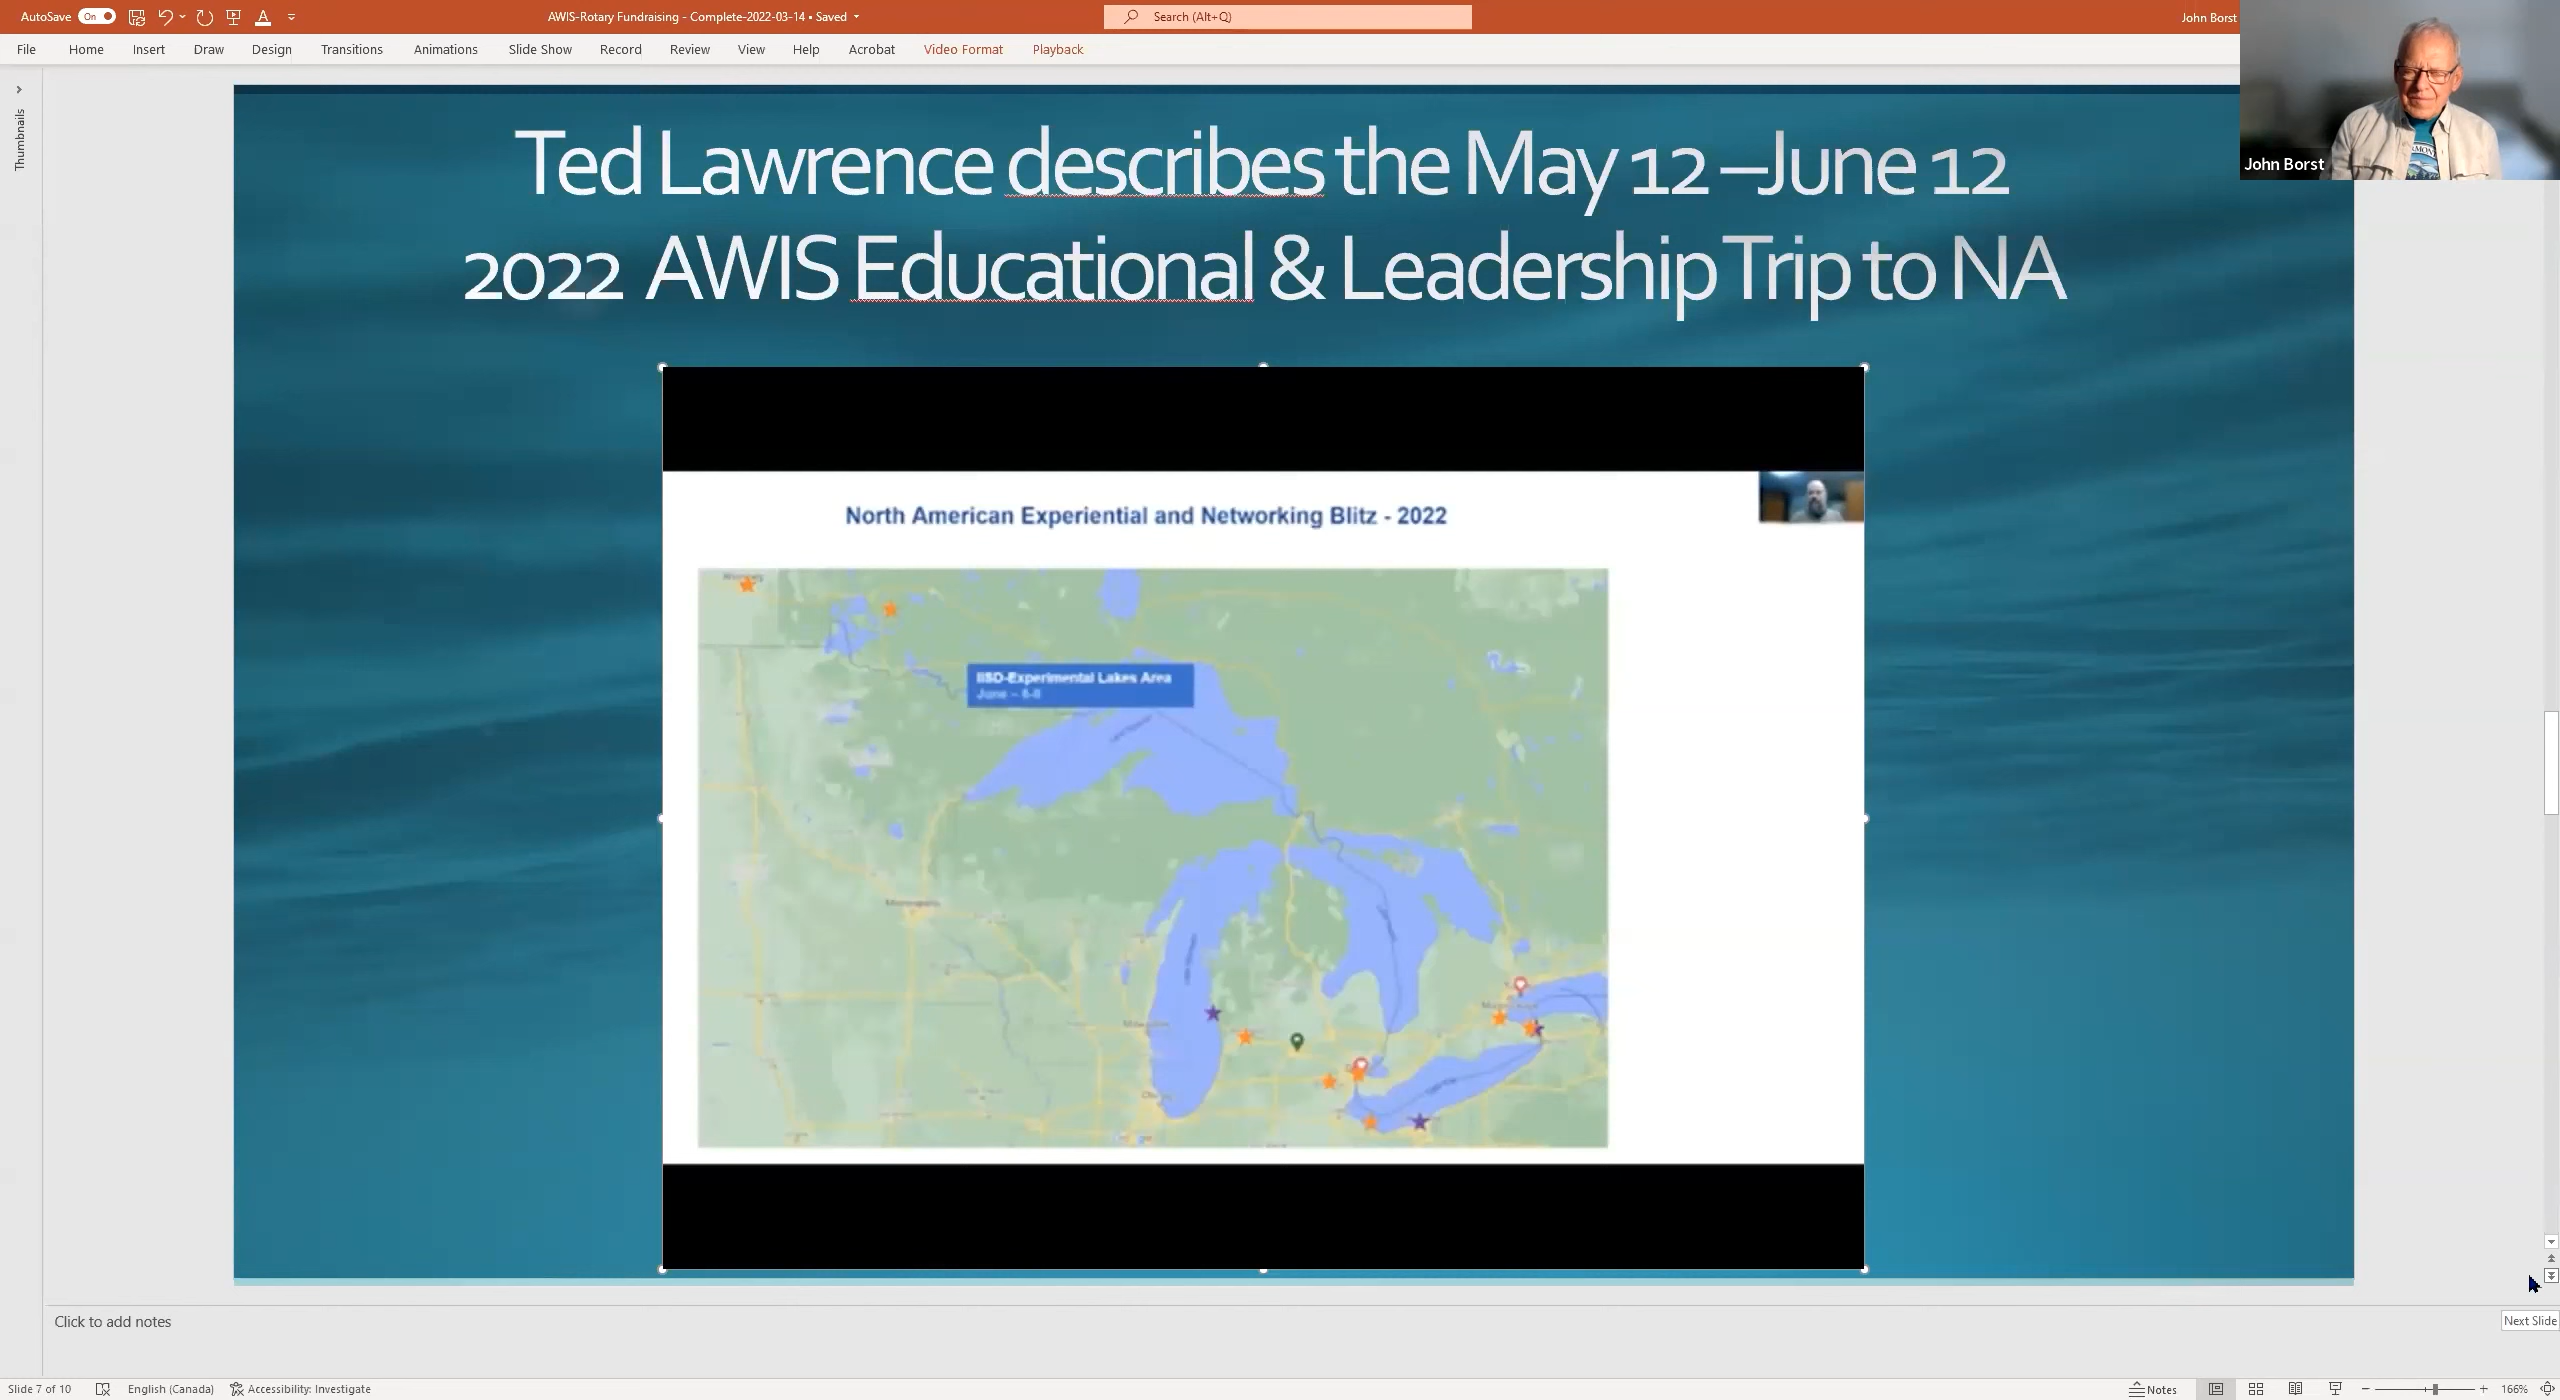 AutoSave On AWIS-Rotary Fundraising - Complete-2022-03-14 • Saved Search (Alt+Q) John Borst
File Home Insert Draw Design Transitions Animations Slide Show Record Review View Help Acrobat Video Format Playback
Thumbnails
John Borst
Ted Lawrence describes the May 12 –June 12
2022 AWIS Educational & Leadership Trip to NA
North American Experiential and Networking Blitz - 2022
IISD-Experimental Lakes Area
June –
Minneapolis
Click to add notes
Next Slide
Slide 7 of 10 English (Canada) Accessibility: Investigate Notes 166%